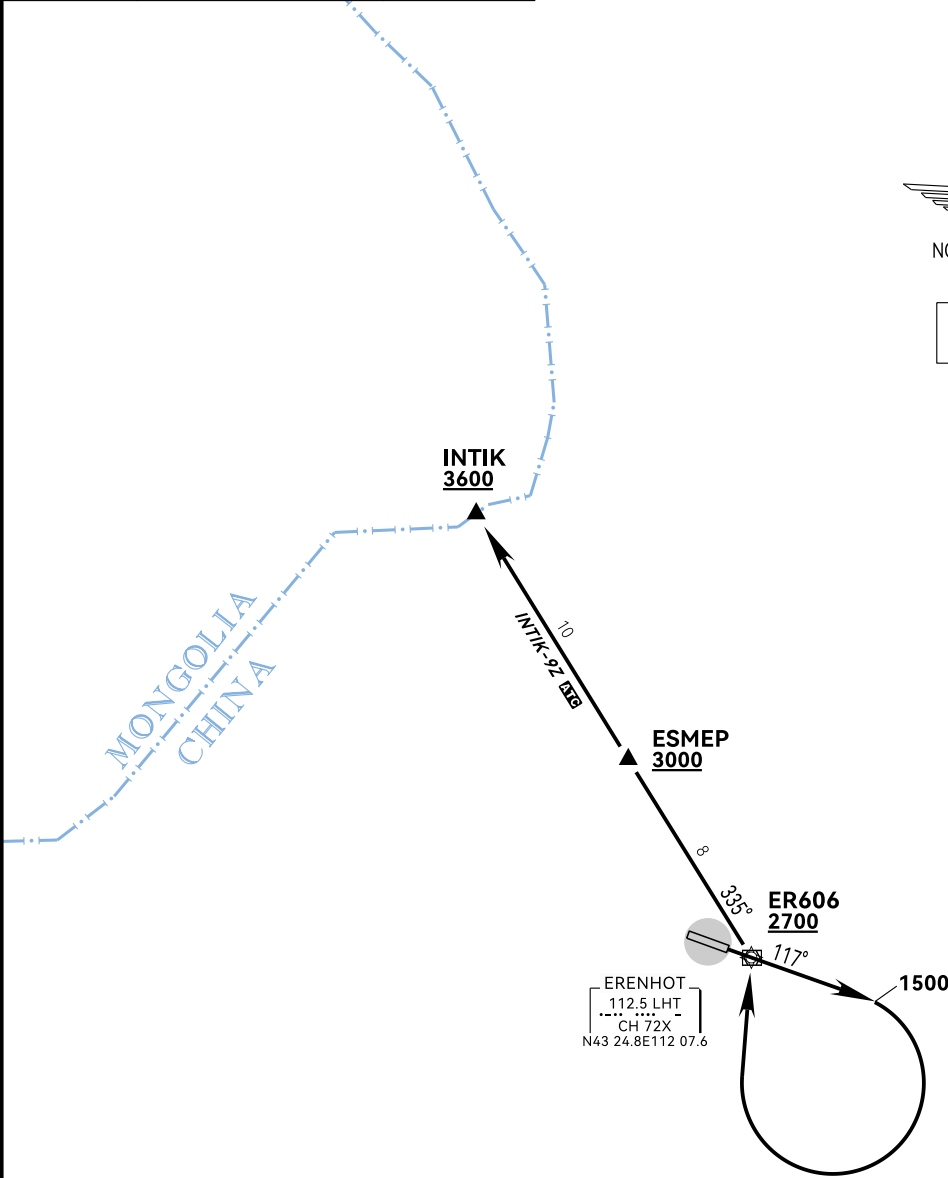 NO
INTIK
3600
MONGOLIA
CHINA
10
INTIK-9Z ATC
ESMEP
3000
8
335°
ER606
2700
117°
1500
ERENHOT
112.5 LHT
CH 72X
N43 24.8E112 07.6